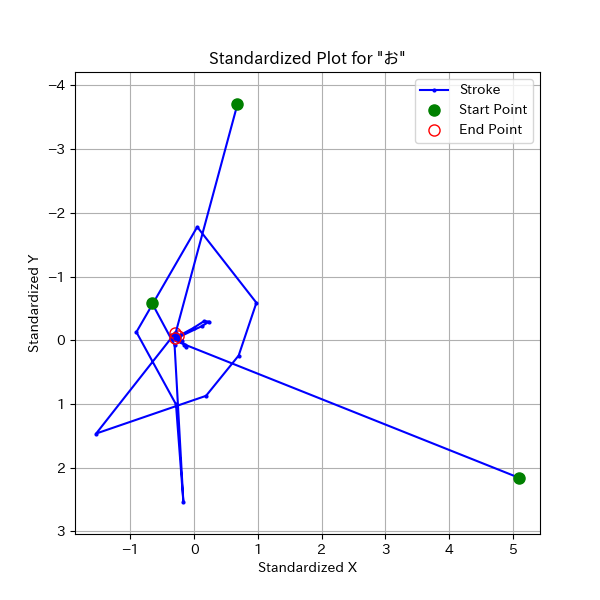 Standardized Plot for "お"
Stroke
Start Point
End Point
−4
−3
−2
−1
0
1
2
3
Standardized Y
−1 0 1 2 3 4 5
Standardized X